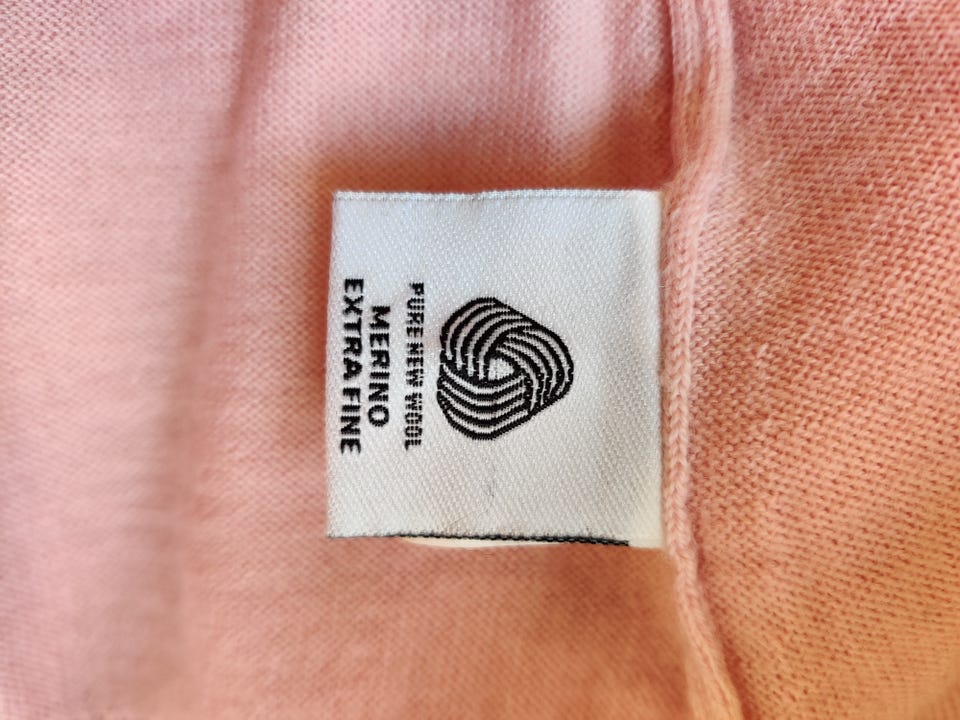 PURE NEW WOOL
MERINO
EXTRA FINE